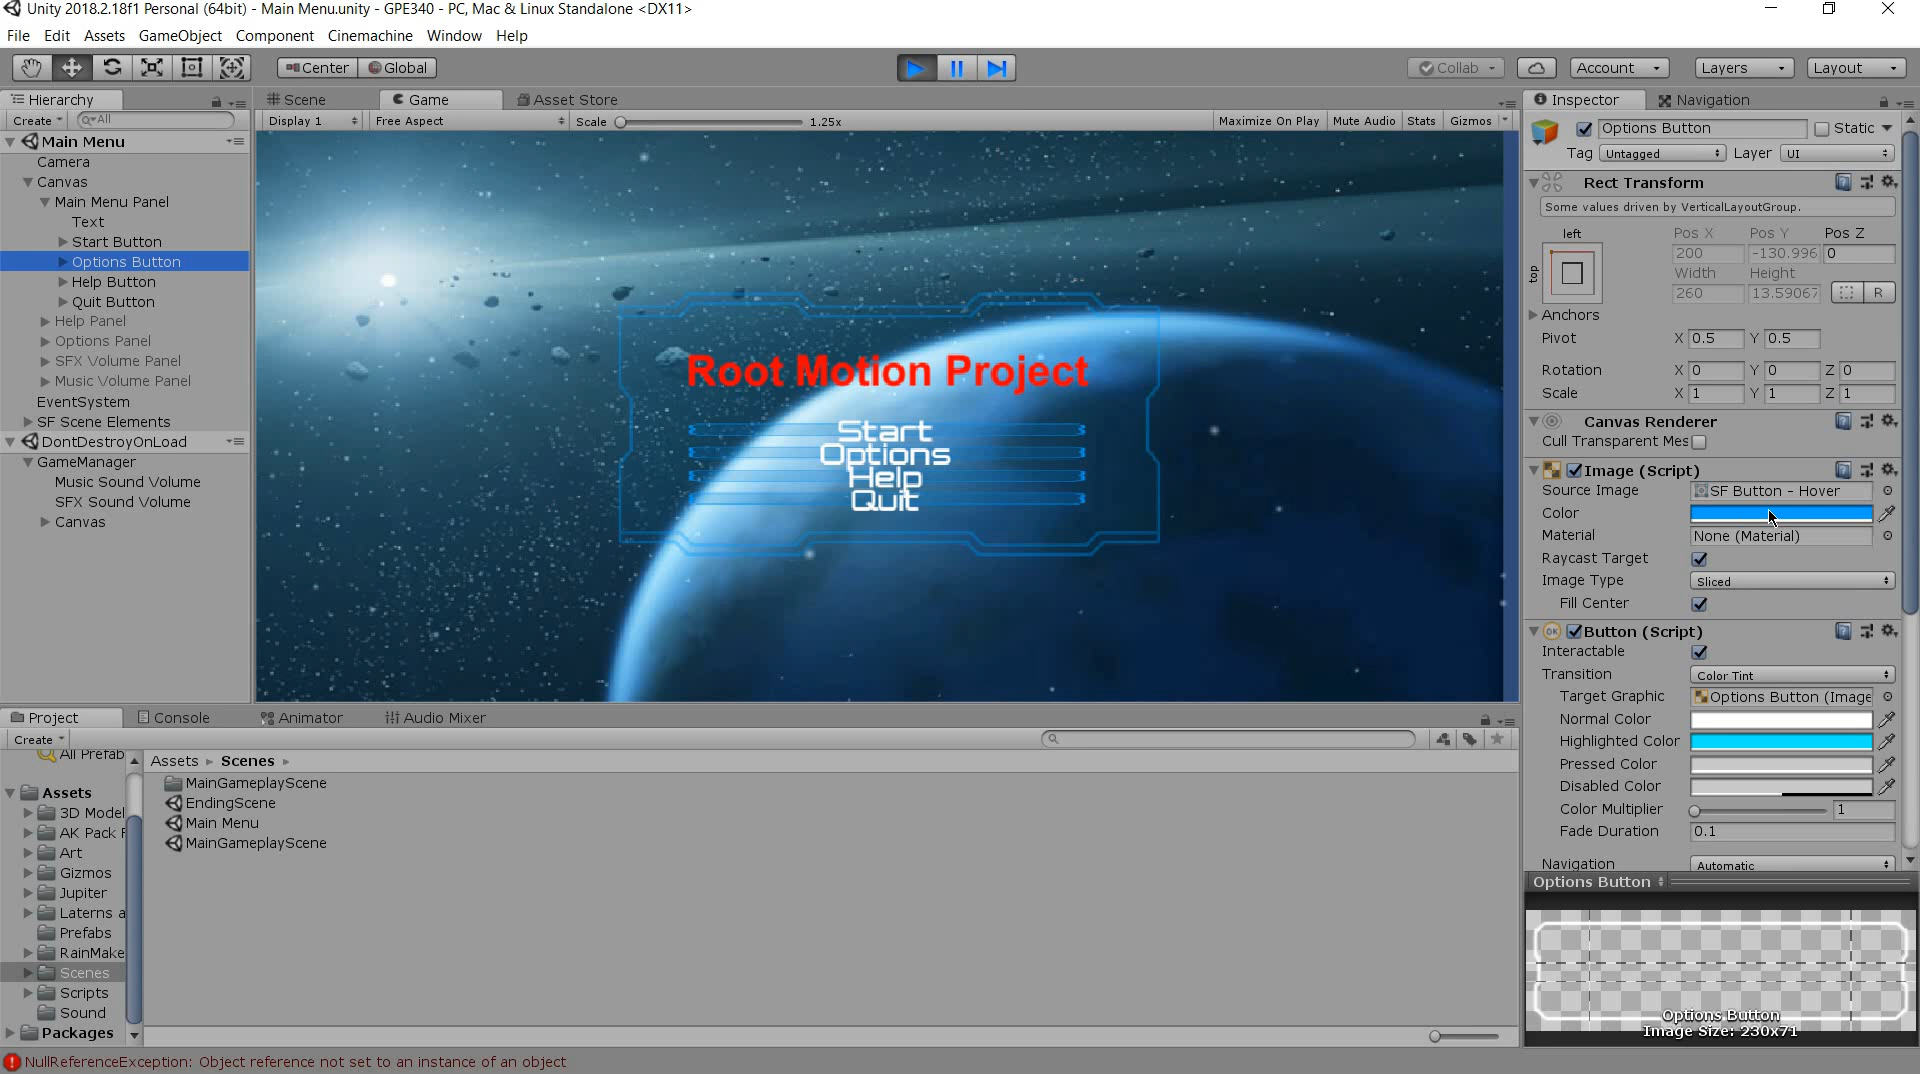 Unity 2018.2.18f1 Personal (64bit) - Main Menu.unity - GPE340 - PC, Mac & Linux Standalone <DX11>
File Edit Assets GameObject Component Cinemachine Window Help
Center Global Collab Account Layers Layout
Hierarchy
Create All
Main Menu
Camera
Canvas
Main Menu Panel
Text
Start Button
Options Button
Help Button
Quit Button
Help Panel
Options Panel
SFX Volume Panel
Music Volume Panel
EventSystem
SF Scene Elements
DontDestroyOnLoad
GameManager
Music Sound Volume
SFX Sound Volume
Canvas
Scene Game Asset Store
Display 1 Free Aspect Scale 1.25x Maximize On Play Mute Audio Stats Gizmos
Root Motion Project
Start
Options
Help
Quit
Inspector Navigation
Options Button Static
Tag Untagged Layer UI
Rect Transform
Some values driven by VerticalLayoutGroup.
left Pos X Pos Y Pos Z
top 200 -130.996 0
Width Height
260 13.59067 R
Anchors
Pivot X 0.5 Y 0.5
Rotation X 0 Y 0 Z 0
Scale X 1 Y 1 Z 1
Canvas Renderer
Cull Transparent Mes
Image (Script)
Source Image SF Button - Hover
Color
Material None (Material)
Raycast Target
Image Type Sliced
Fill Center
OK Button (Script)
Interactable
Transition Color Tint
Target Graphic Options Button (Image
Normal Color
Highlighted Color
Pressed Color
Disabled Color
Color Multiplier 1
Fade Duration 0.1
Navigation Automatic
Options Button
Options Button
Image Size: 230x71
Project Console Animator Audio Mixer
Create
All Prefab
Assets
3D Model
AK Pack F
Art
Gizmos
Jupiter
Laterns a
Prefabs
RainMake
Scenes
Scripts
Sound
Packages
Assets Scenes
MainGameplayScene
EndingScene
Main Menu
MainGameplayScene
NullReferenceException: Object reference not set to an instance of an object